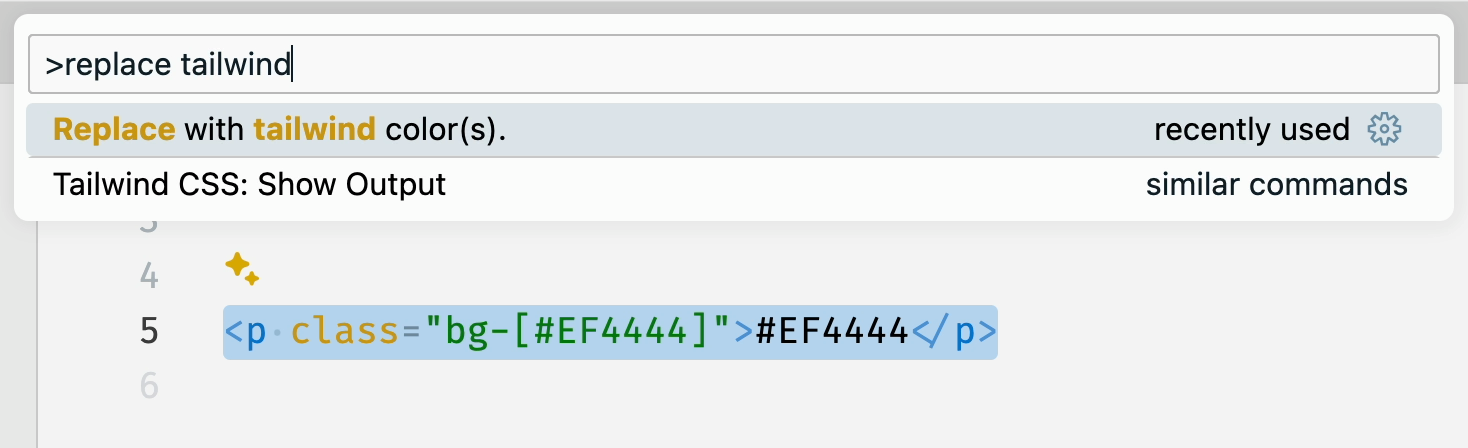 >replace tailwind
Replace with tailwind color(s). recently used
Tailwind CSS: Show Output similar commands
4
5 <p class="bg-[#EF4444]">#EF4444</p>
6